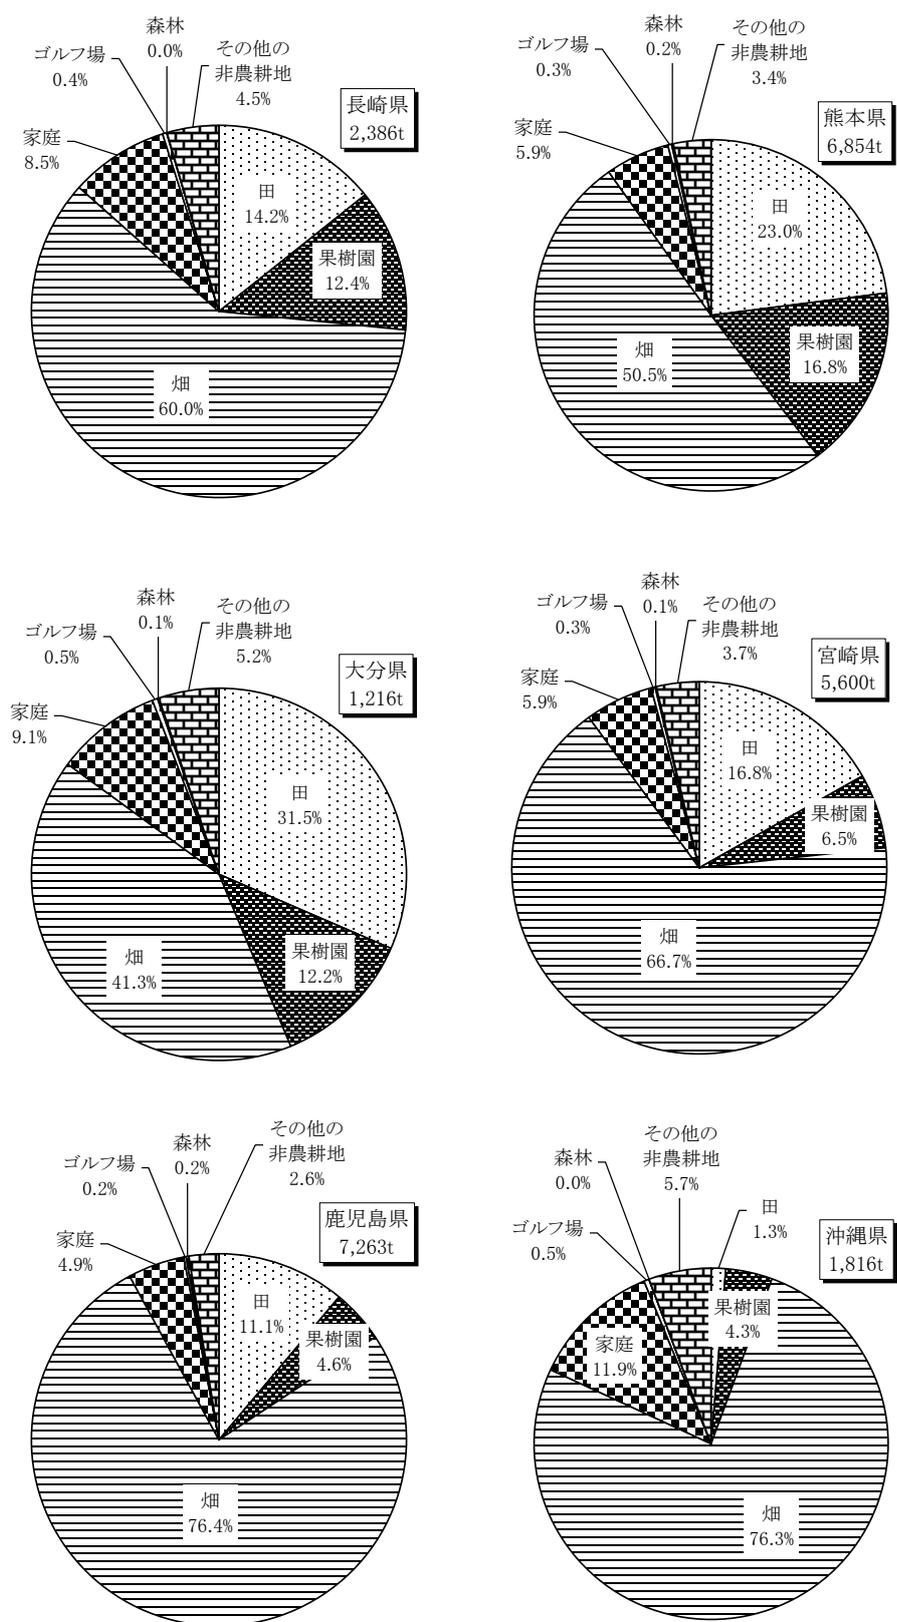 長崎県
2,386t
森林
0.0%
ゴルフ場
0.4%
その他の
非農耕地
4.5%
家庭
8.5%
田
14.2%
果樹園
12.4%
畑
60.0%
熊本県
6,854t
森林
0.2%
ゴルフ場
0.3%
その他の
非農耕地
3.4%
家庭
5.9%
田
23.0%
果樹園
16.8%
畑
50.5%
大分県
1,216t
森林
0.1%
ゴルフ場
0.5%
その他の
非農耕地
5.2%
家庭
9.1%
田
31.5%
果樹園
12.2%
畑
41.3%
宮崎県
5,600t
森林
0.1%
ゴルフ場
0.3%
その他の
非農耕地
3.7%
家庭
5.9%
田
16.8%
果樹園
6.5%
畑
66.7%
鹿児島県
7,263t
森林
0.2%
ゴルフ場
0.2%
その他の
非農耕地
2.6%
家庭
4.9%
田
11.1%
果樹園
4.6%
畑
76.4%
沖縄県
1,816t
森林
0.0%
ゴルフ場
0.5%
その他の
非農耕地
5.7%
田
1.3%
果樹園
4.3%
家庭
11.9%
畑
76.3%